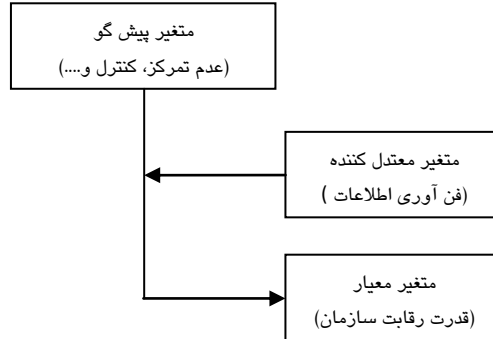 متغیر پیش گو
(عدم تمرکز، کنترل و....)
متغیر معتدل کننده
(فن آوری اطلاعات )
متغیر معیار
(قدرت رقابت سازمان)